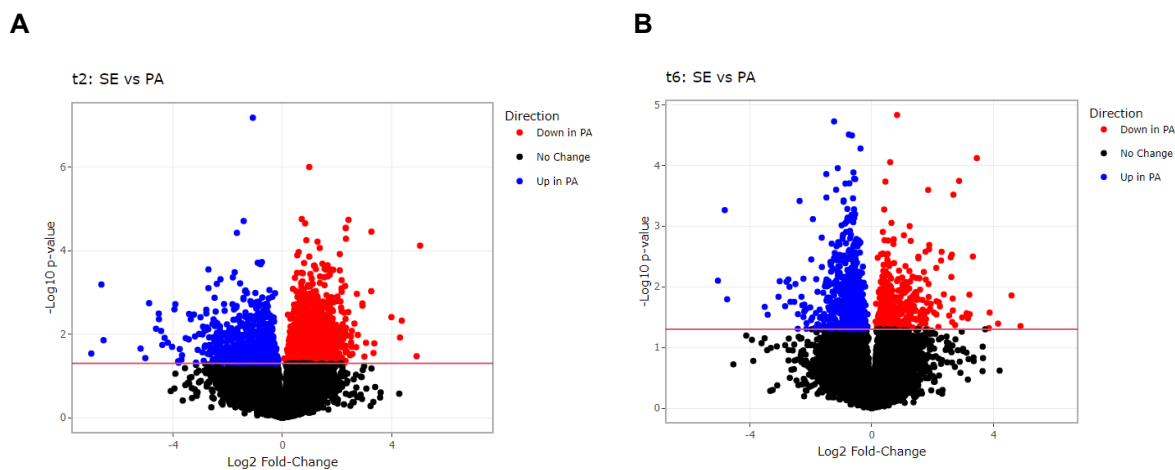 A
t2: SE vs PA
-Log10 p-value
6
4
2
0
-4
0
4
Log2 Fold-Change
Direction
Down in PA
No Change
Up in PA
B
t6: SE vs PA
-Log10 p-value
5
4
3
2
1
0
-4
0
4
Log2 Fold-Change
Direction
Down in PA
No Change
Up in PA